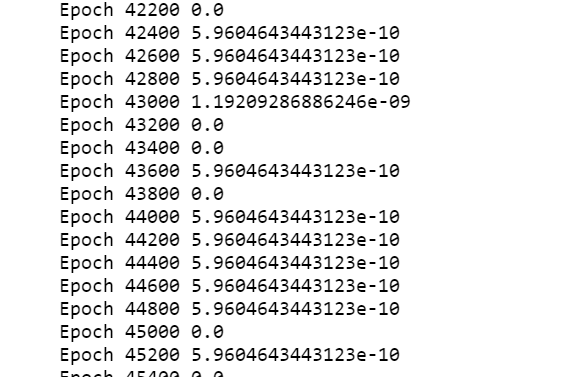 Epoch 42200 0.0
Epoch 42400 5.9604643443123e-10
Epoch 42600 5.9604643443123e-10
Epoch 42800 5.9604643443123e-10
Epoch 43000 1.19209286886246e-09
Epoch 43200 0.0
Epoch 43400 0.0
Epoch 43600 5.9604643443123e-10
Epoch 43800 0.0
Epoch 44000 5.9604643443123e-10
Epoch 44200 5.9604643443123e-10
Epoch 44400 5.9604643443123e-10
Epoch 44600 5.9604643443123e-10
Epoch 44800 5.9604643443123e-10
Epoch 45000 0.0
Epoch 45200 5.9604643443123e-10
Epoch 45400 0.0